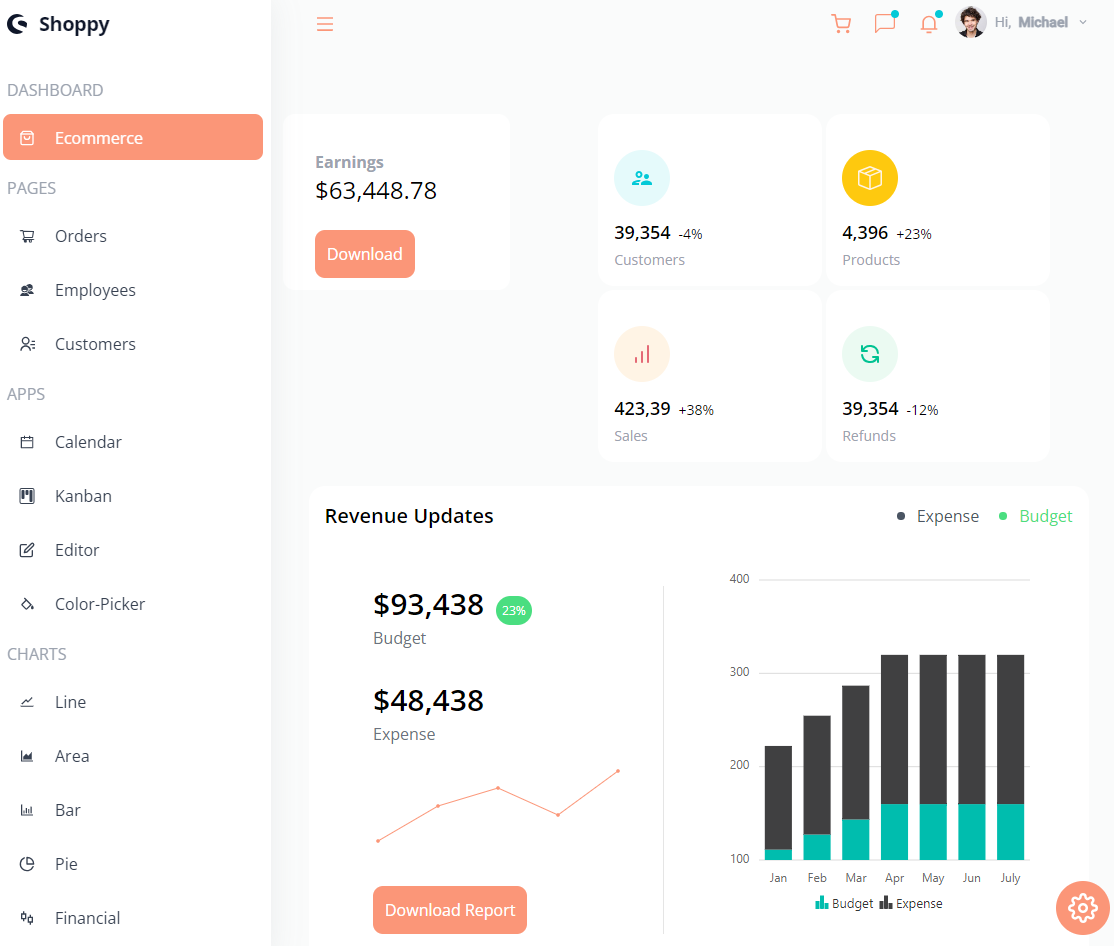 Shoppy
Hi, Michael
DASHBOARD
Ecommerce
PAGES
Orders
Employees
Customers
APPS
Calendar
Kanban
Editor
Color-Picker
CHARTS
Line
Area
Bar
Pie
Financial
Earnings
$63,448.78
Download
39,354 -4%
Customers
4,396 +23%
Products
423,39 +38%
Sales
39,354 -12%
Refunds
Revenue Updates
Expense
Budget
$93,438 23%
Budget
$48,438
Expense
Download Report
400
300
200
100
Jan Feb Mar Apr May Jun July
Budget Expense